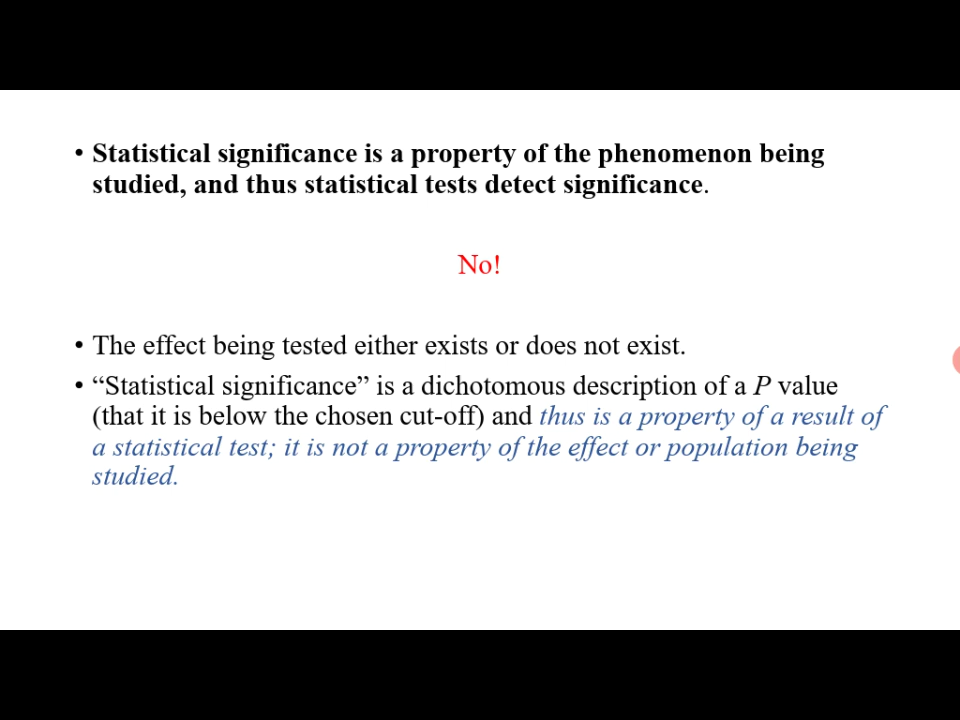 • Statistical significance is a property of the phenomenon being
studied, and thus statistical tests detect significance.
No!
• The effect being tested either exists or does not exist.
• “Statistical significance” is a dichotomous description of a P value
(that it is below the chosen cut-off) and thus is a property of a result of
a statistical test; it is not a property of the effect or population being
studied.